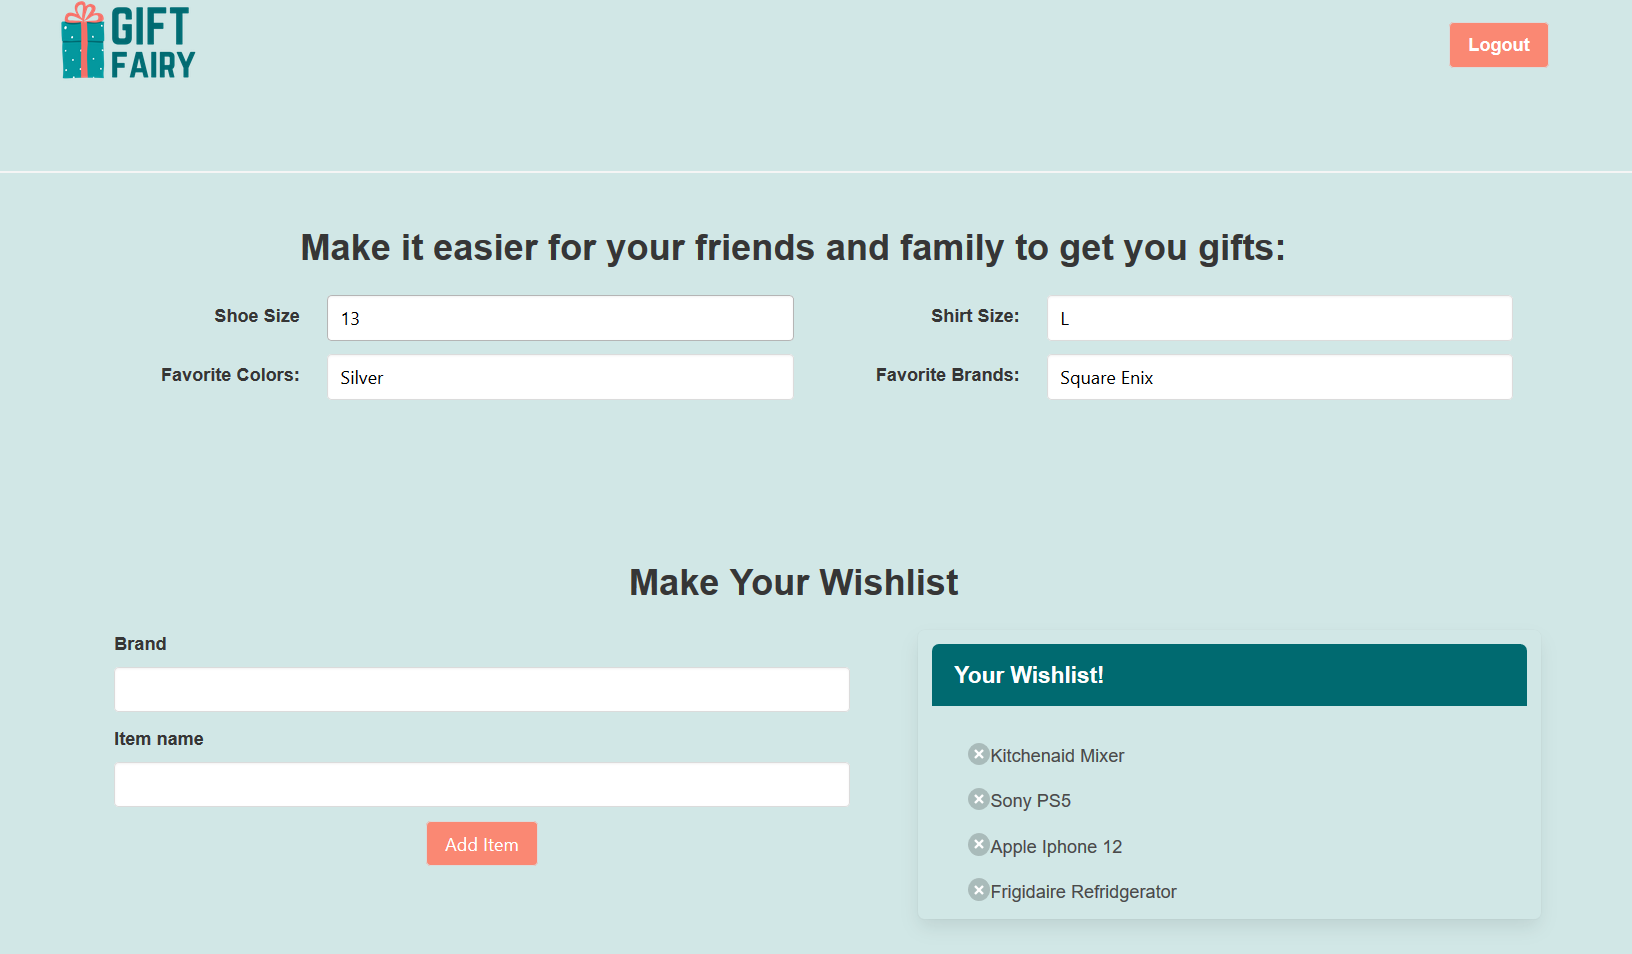 GIFT
FAIRY
Logout
Make it easier for your friends and family to get you gifts:
Shoe Size
13
Shirt Size:
L
Favorite Colors:
Silver
Favorite Brands:
Square Enix
Make Your Wishlist
Brand
Item name
Add Item
Your Wishlist!
Kitchenaid Mixer
Sony PS5
Apple Iphone 12
Frigidaire Refridgerator